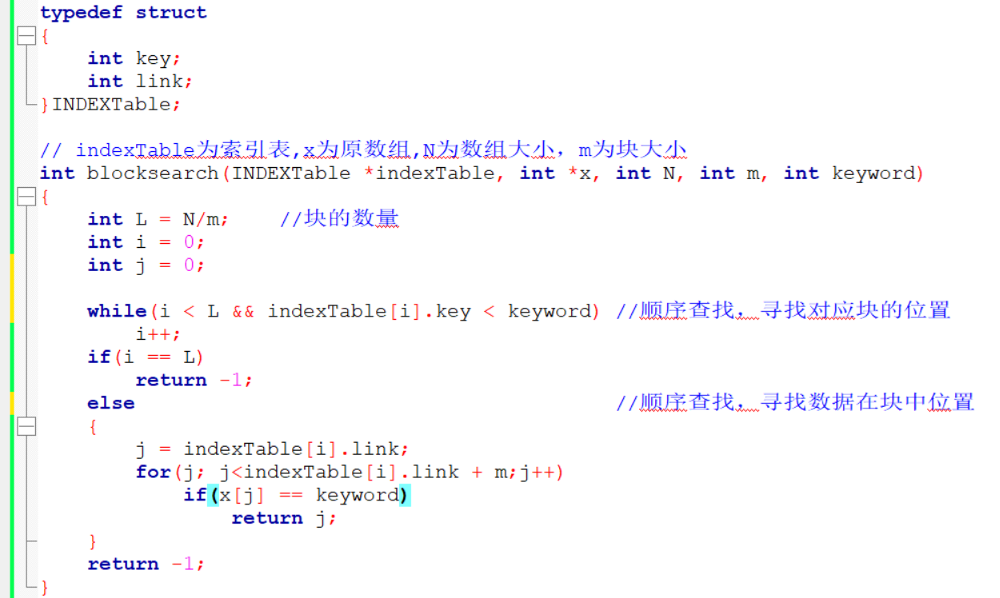 typedef struct
{
    int key;
    int link;
}INDEXTable;
// indexTable为索引表,x为原数组,N为数组大小，m为块大小
int blocksearch(INDEXTable *indexTable, int *x, int N, int m, int keyword)
{
    int L = N/m;    //块的数量
    int i = 0;
    int j = 0;
    while(i < L && indexTable[i].key < keyword) //顺序查找，寻找对应块的位置
        i++;
    if(i == L)
        return -1;
    else                                        //顺序查找，寻找数据在块中位置
    {
        j = indexTable[i].link;
        for(j; j<indexTable[i].link + m;j++)
            if(x[j] == keyword)
                return j;
    }
    return -1;
}